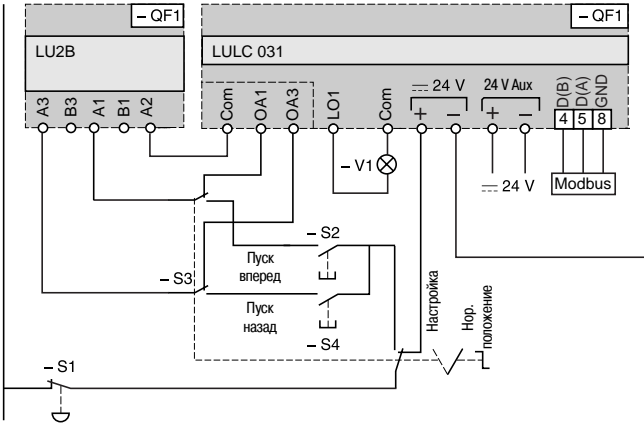 – QF1
– QF1
LU2B
LULC 031
A3
B3
A1
B1
A2
Com
OA1
OA3
LO1
Com
24 V
+
–
24 V Aux
+
–
D(B)
D(A)
GND
4 5 8
– V1
24 V
Modbus
– S2
Пуск
вперед
– S3
Пуск
назад
– S4
Настройка
Нор.
положение
– S1